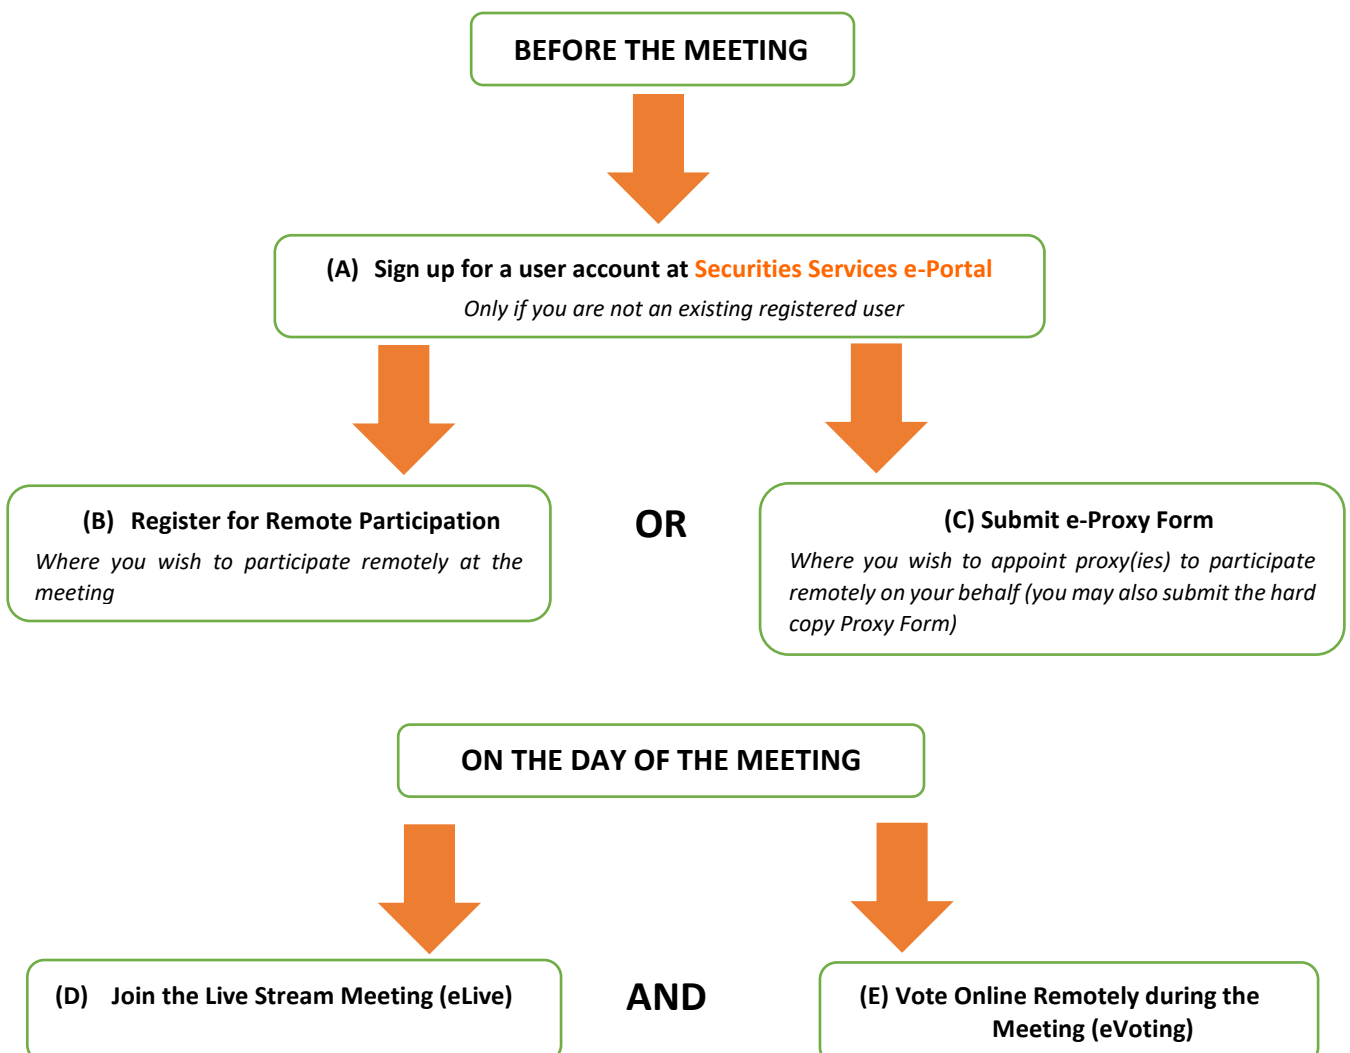 BEFORE THE MEETING
(A) Sign up for a user account at Securities Services e-Portal
Only if you are not an existing registered user
(B) Register for Remote Participation
Where you wish to participate remotely at the
meeting
OR
(C) Submit e-Proxy Form
Where you wish to appoint proxy(ies) to participate
remotely on your behalf (you may also submit the hard
copy Proxy Form)
ON THE DAY OF THE MEETING
(D) Join the Live Stream Meeting (eLive)
AND
(E) Vote Online Remotely during the
Meeting (eVoting)